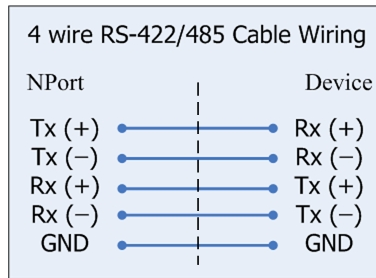 4 wire RS-422/485 Cable Wiring
NPort Device
Tx (+) Rx (+)
Tx (−) Rx (−)
Rx (+) Tx (+)
Rx (−) Tx (−)
GND GND